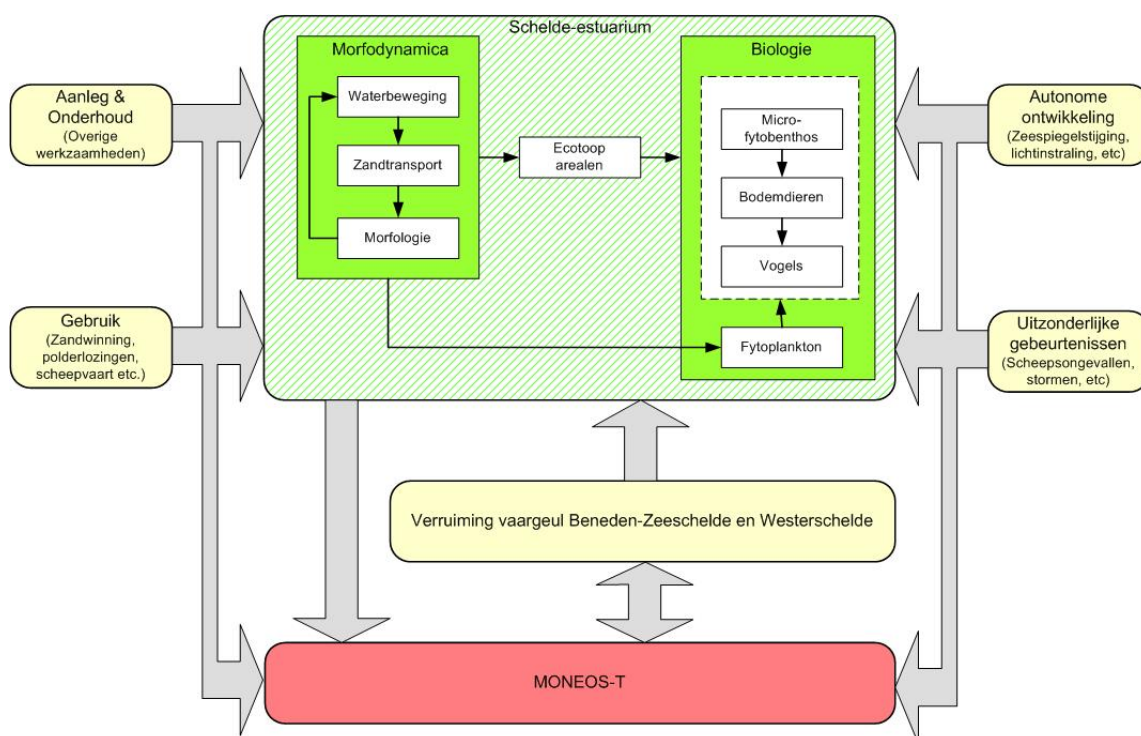 Schelde-estuarium
Morfodynamica
Waterbeweging
Zandtransport
Morfologie
Ecotoop
arealen
Biologie
Micro-
fytobenthos
Bodemdieren
Vogels
Fytoplankton
Aanleg &
Onderhoud
(Overige
werkzaamheden)
Gebruik
(Zandwinning,
polderlozingen,
scheepvaart etc.)
Autonome
ontwikkeling
(Zeespiegelstijging,
lichtinstraling, etc)
Uitzonderlijke
gebeurtenissen
(Scheepsongevallen,
stormen, etc)
Verruiming vaargeul Beneden-Zeeschelde en Westerschelde
MONEOS-T